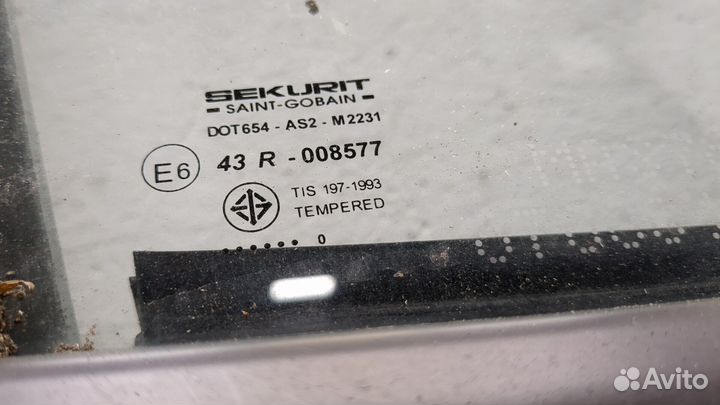 SEKURIT
- SAINT-GOBAIN -
DOT654 - AS2 - M2231
E6 43 R - 008577
TIS 197-1993
TEMPERED
...... 0
Avito